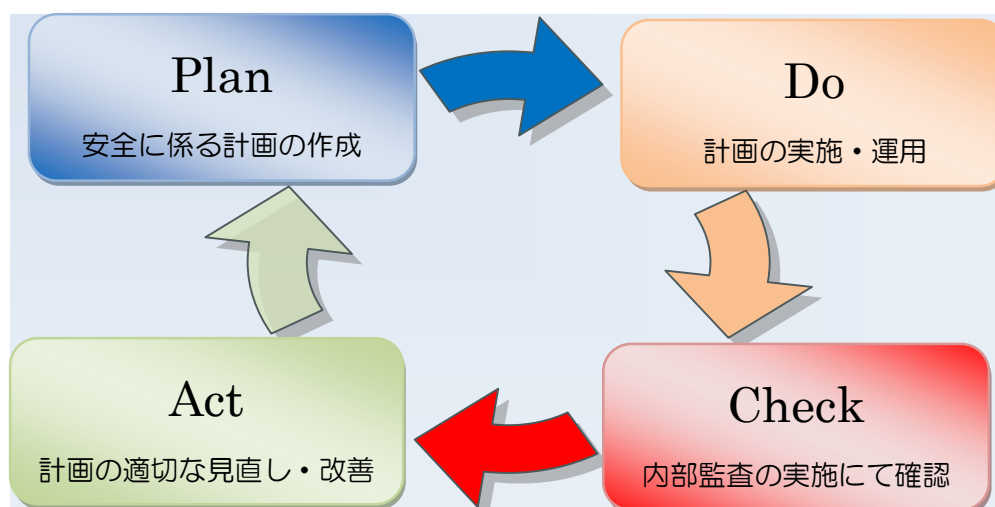 Plan
安全に係る計画の作成
Do
計画の実施・運用
Check
内部監査の実施にて確認
Act
計画の適切な見直し・改善